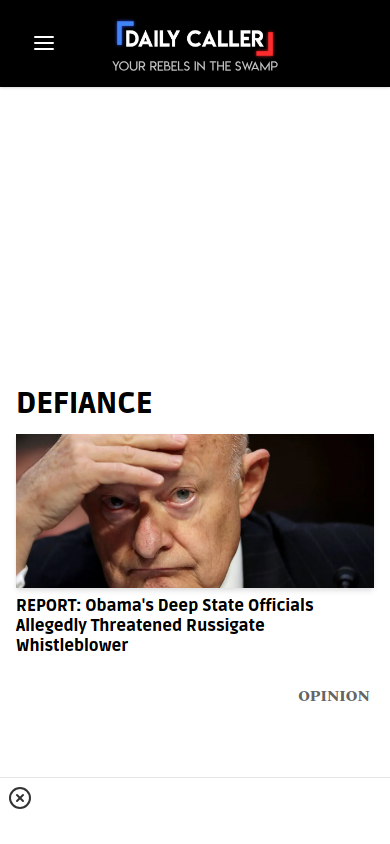 DAILY CALLER
YOUR REBELS IN THE SWAMP
DEFIANCE
REPORT: Obama's Deep State Officials
Allegedly Threatened Russigate
Whistleblower
OPINION